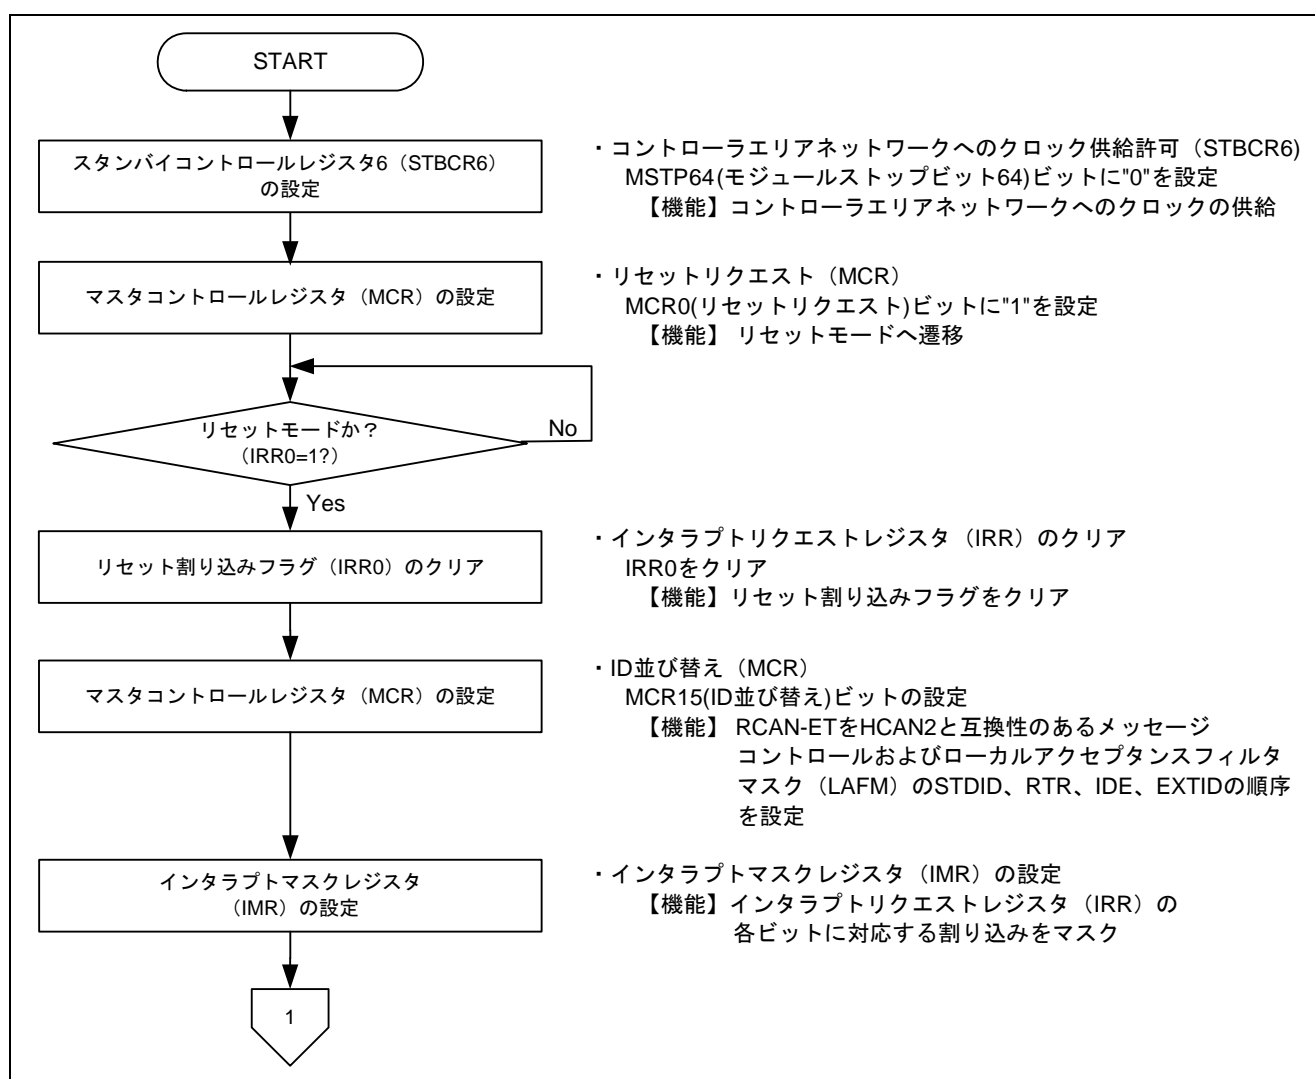 START
スタンバイコントロールレジスタ6（STBCR6）
の設定
・コントローラエリアネットワークへのクロック供給許可（STBCR6)
MSTP64(モジュールストップビット64)ビットに"0"を設定
【機能】コントローラエリアネットワークへのクロックの供給
マスタコントロールレジスタ（MCR）の設定
・リセットリクエスト（MCR）
MCR0(リセットリクエスト)ビットに"1"を設定
【機能】 リセットモードへ遷移
リセットモードか？
（IRR0=1?）
No
Yes
リセット割り込みフラグ（IRR0）のクリア
・インタラプトリクエストレジスタ（IRR）のクリア
IRR0をクリア
【機能】リセット割り込みフラグをクリア
マスタコントロールレジスタ（MCR）の設定
・ID並び替え（MCR）
MCR15(ID並び替え)ビットの設定
【機能】 RCAN-ETをHCAN2と互換性のあるメッセージ
コントロールおよびローカルアクセプタンスフィルタ
マスク（LAFM）のSTDID、RTR、IDE、EXTIDの順序
を設定
インタラプトマスクレジスタ
（IMR）の設定
・インタラプトマスクレジスタ（IMR）の設定
【機能】インタラプトリクエストレジスタ（IRR）の
各ビットに対応する割り込みをマスク
1